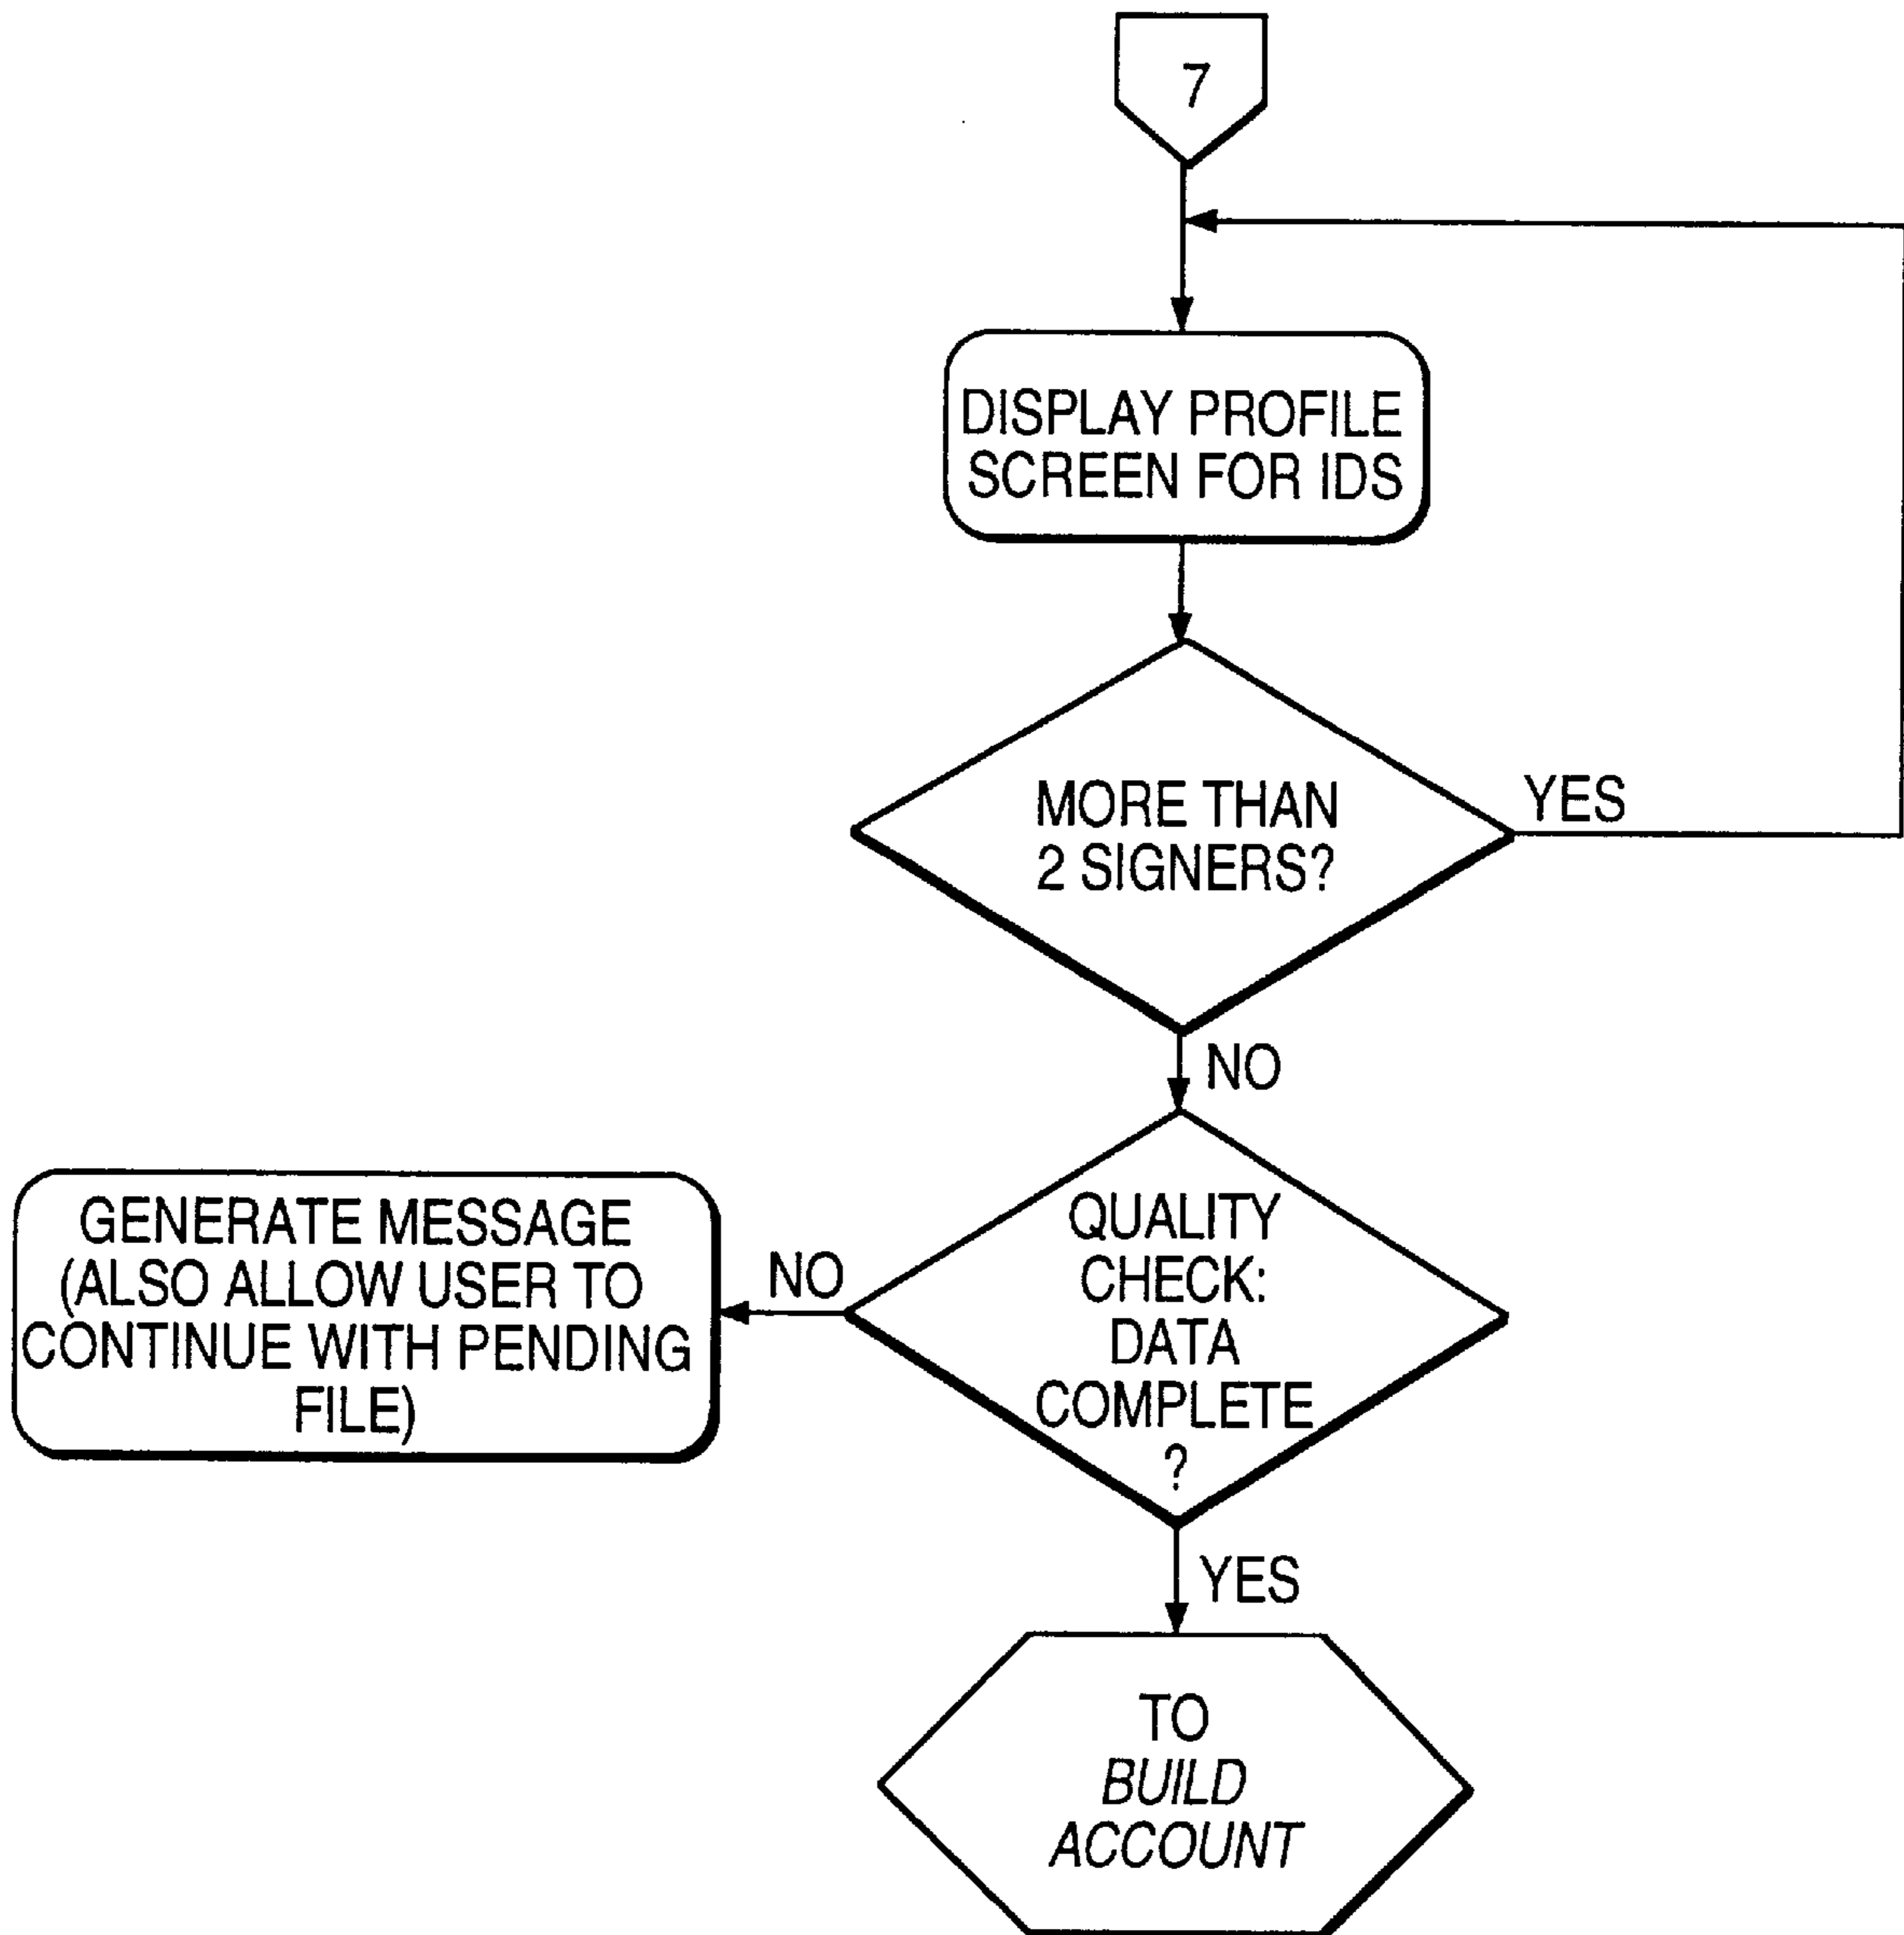 7
DISPLAY PROFILE
SCREEN FOR IDS
MORE THAN
2 SIGNERS?
YES
NO
QUALITY
CHECK:
DATA
COMPLETE
?
NO
GENERATE MESSAGE
(ALSO ALLOW USER TO
CONTINUE WITH PENDING
FILE)
YES
TO
BUILD
ACCOUNT